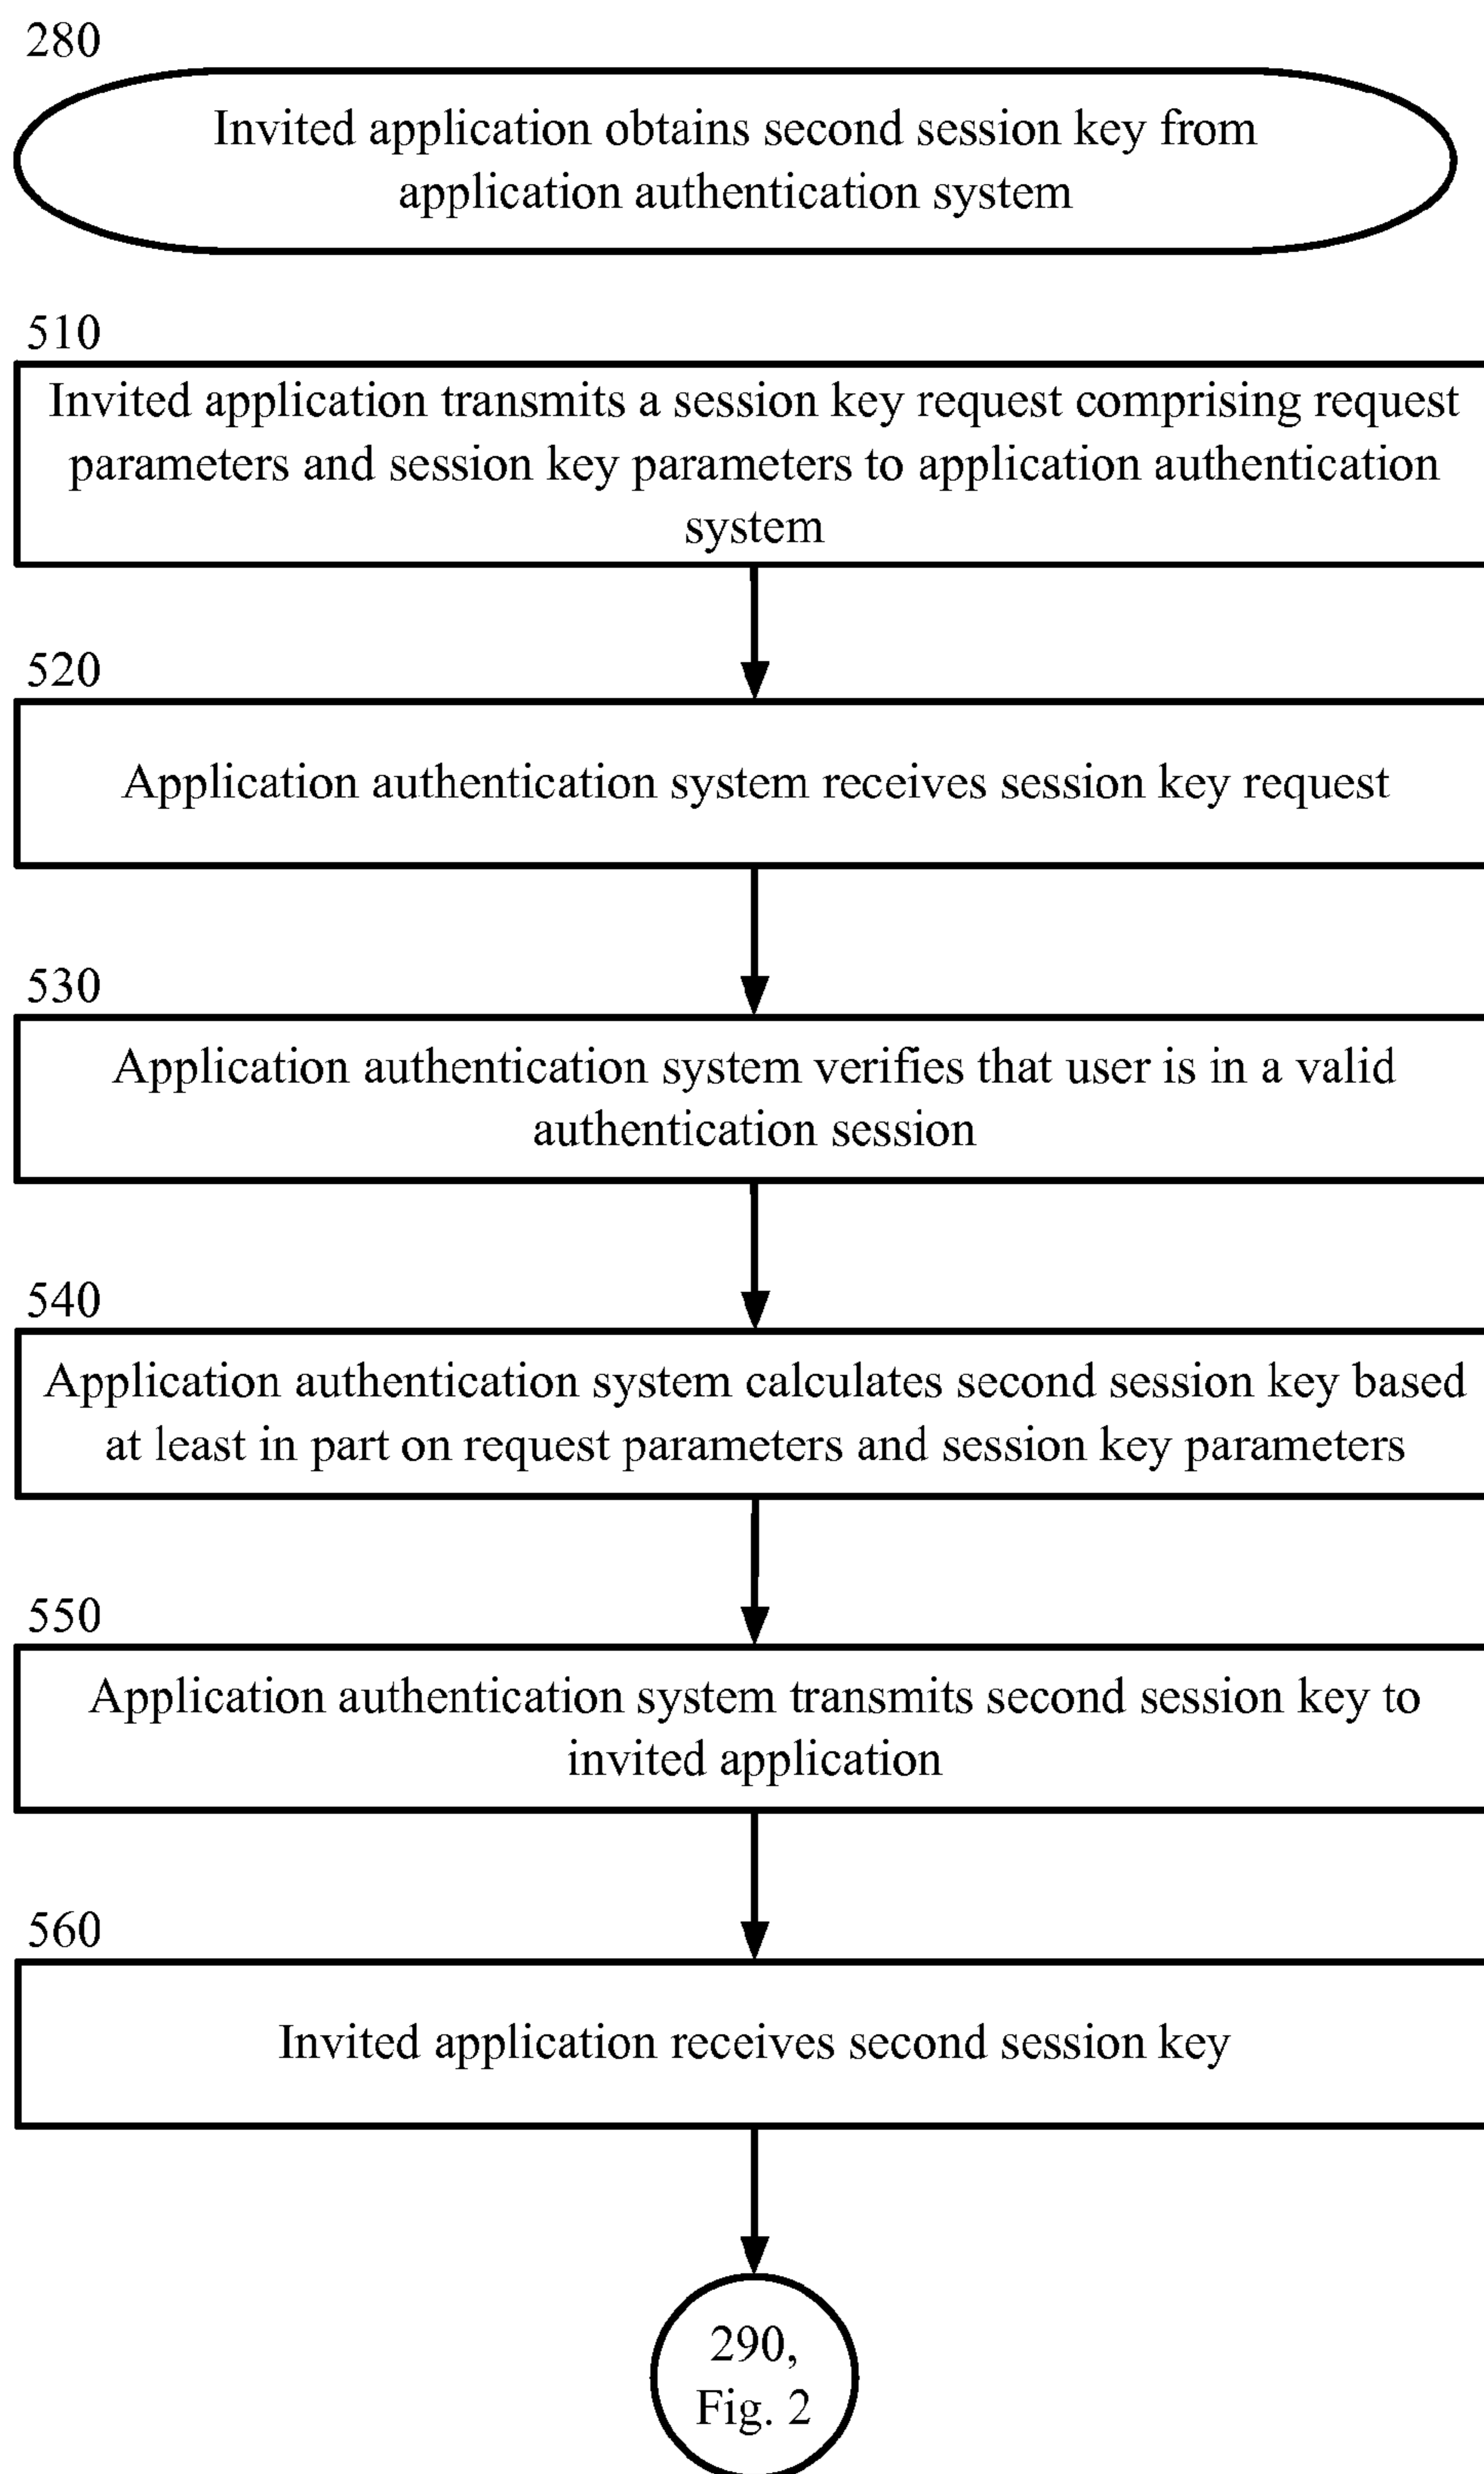 280
Invited application obtains second session key from
application authentication system
510
Invited application transmits a session key request comprising request
parameters and session key parameters to application authentication
system
520
Application authentication system receives session key request
530
Application authentication system verifies that user is in a valid
authentication session
540
Application authentication system calculates second session key based
at least in part on request parameters and session key parameters
550
Application authentication system transmits second session key to
invited application
560
Invited application receives second session key
290,
Fig. 2